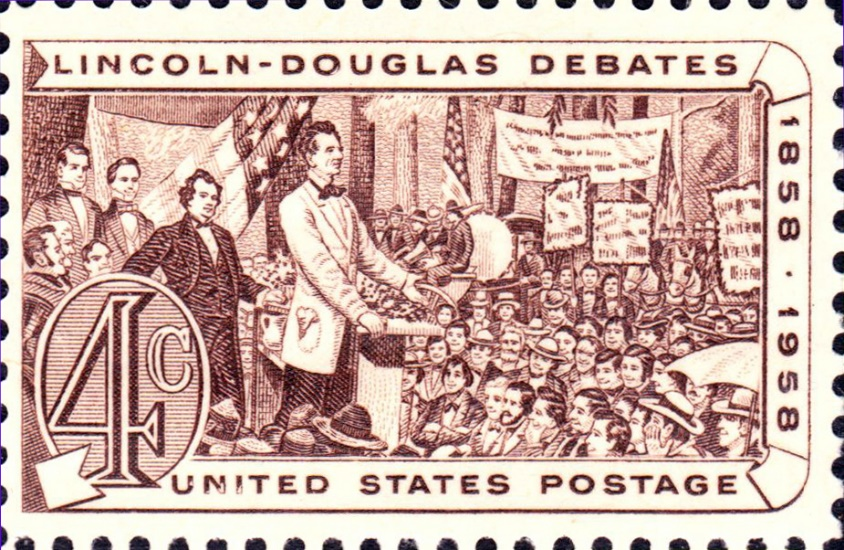 LINCOLN-DOUGLAS DEBATES
1858 · 1958
4c
UNITED STATES POSTAGE